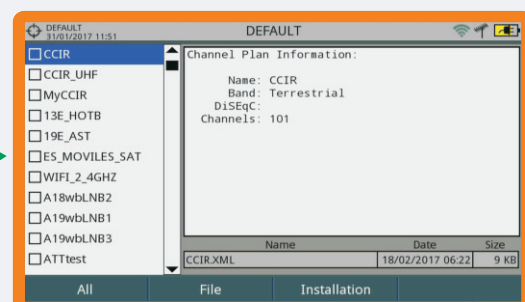 DEFAULT
31/01/2017 11:51
DEFAULT
CCIR
CCIR_UHF
MyCCIR
13E_HOTB
19E_AST
ES_MOVILES_SAT
WIFI_2_4GHZ
A18wbLNB2
A19wbLNB1
A19wbLNB3
ATTtest
Channel Plan Information:
Name: CCIR
Band: Terrestrial
DiSEqC:
Channels: 101
Name Date Size
CCIR.XML 18/02/2017 06:22 9 KB
All File Installation